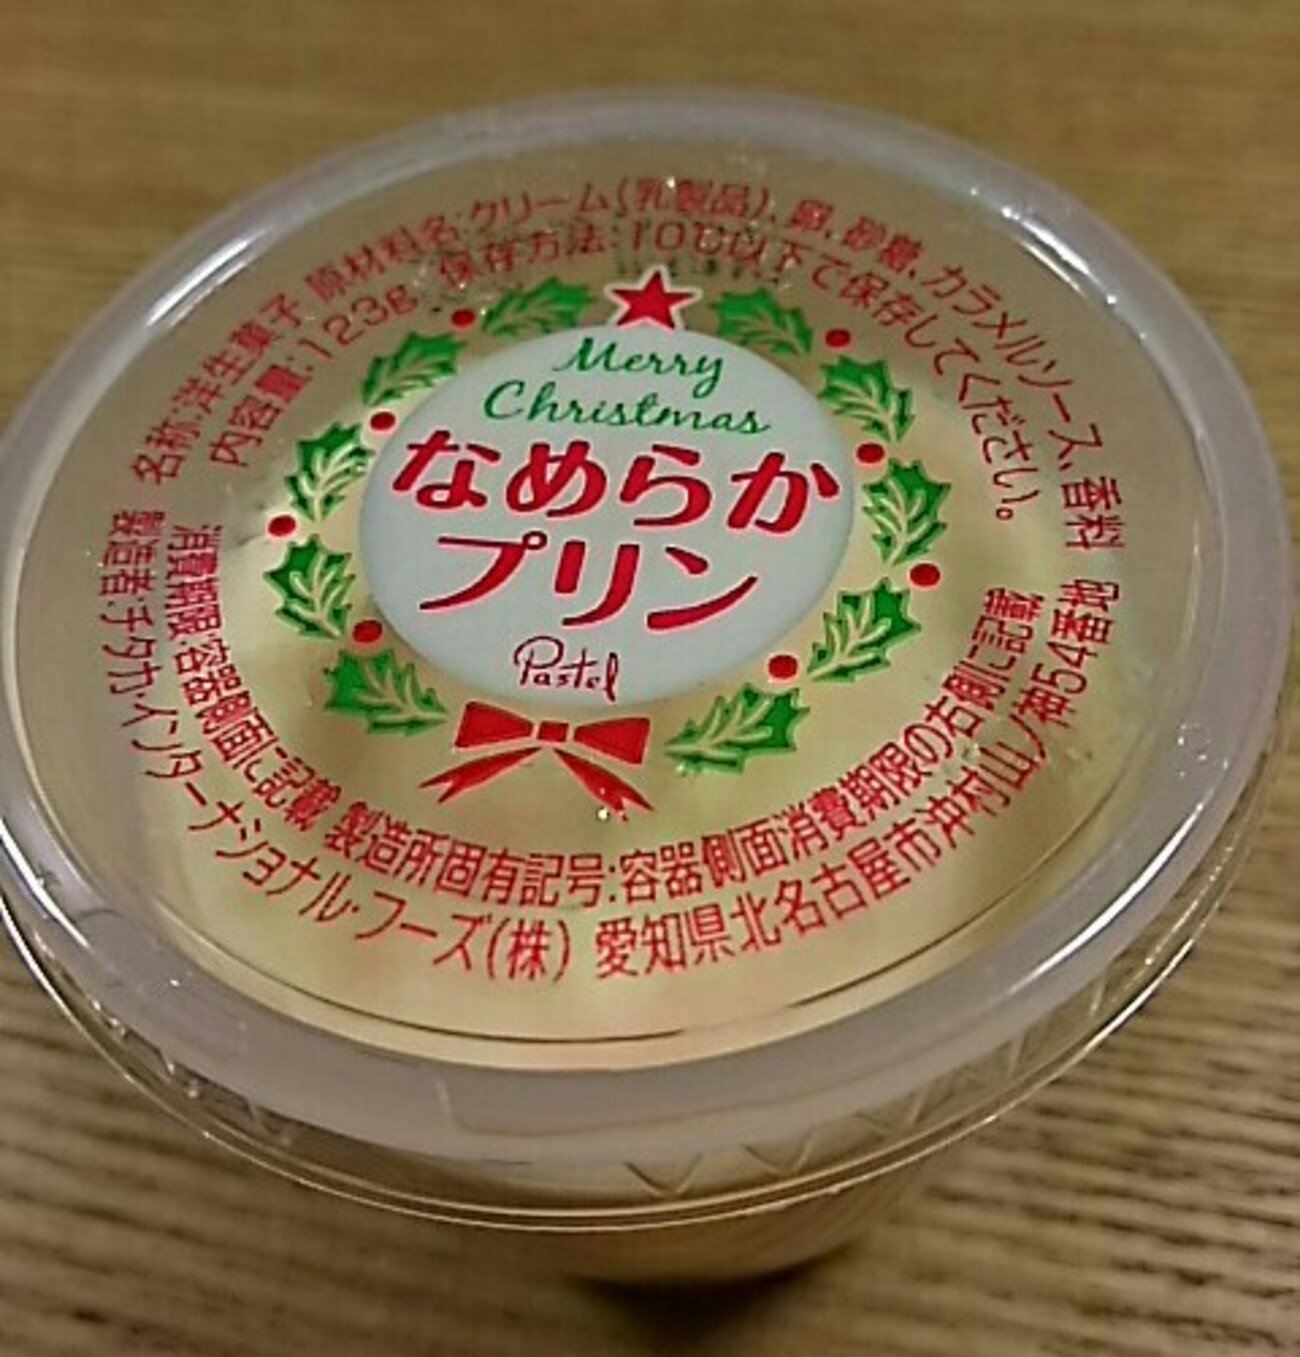 名称:洋生菓子 原材料名:クリーム(乳製品)、卵、砂糖、カラメルソース、香料
内容量:123g 保存方法:10℃以下で保存してください。
Merry
Christmas
なめらか
プリン
Pastel
消費期限:容器側面に記載 製造所固有記号:容器側面消費期限の右側に記載
製造者:チタカ・インターナショナル・フーズ(株) 愛知県北名古屋市沖村山ノ神54番